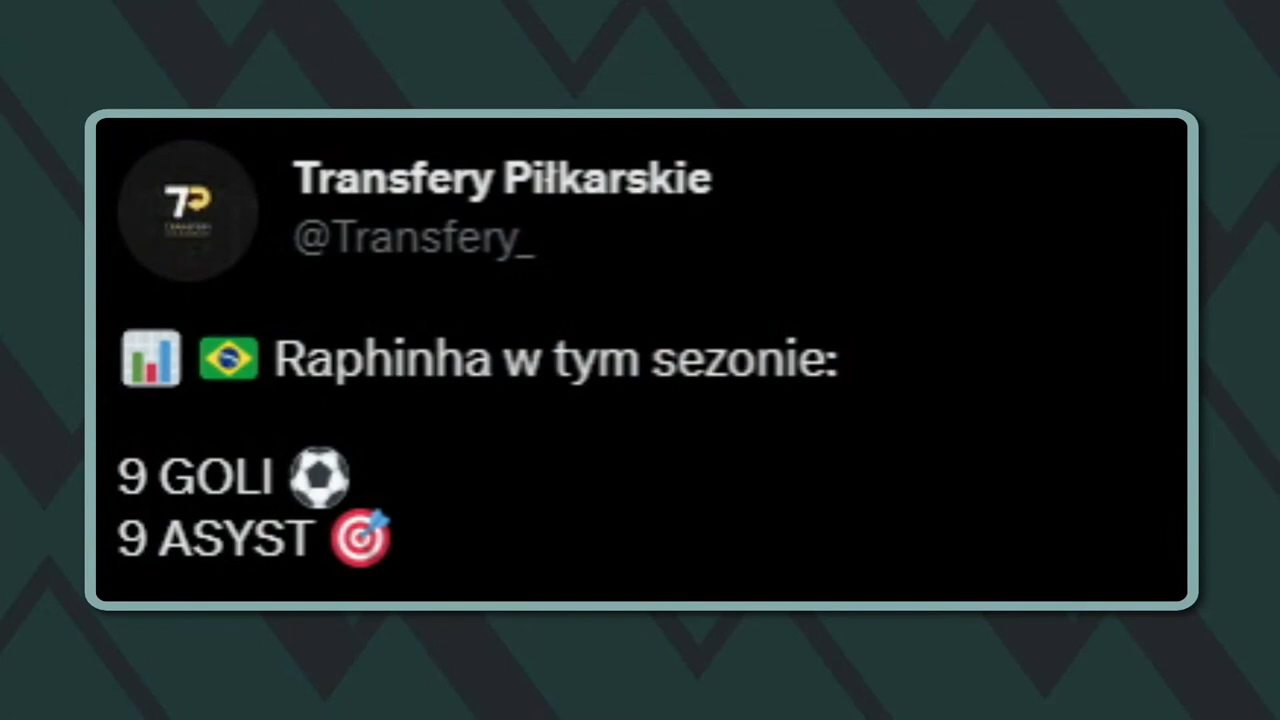 Transfery Piłkarskie
@Transfery_
📊 🇧🇷 Raphinha w tym sezonie:
9 GOLI ⚽
9 ASYST 🎯